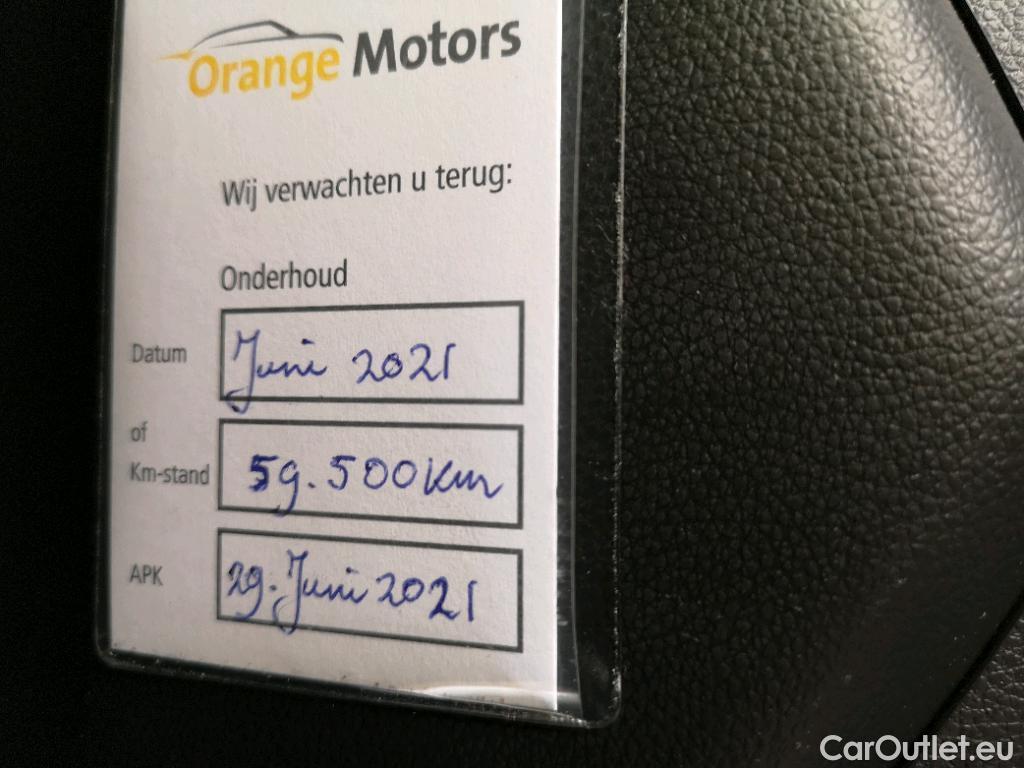 Orange Motors
Wij verwachten u terug:
Onderhoud
Datum Juni 2021
of
Km-stand 59.500 Km
APK 29. Juni 2021
CarOutlet.eu